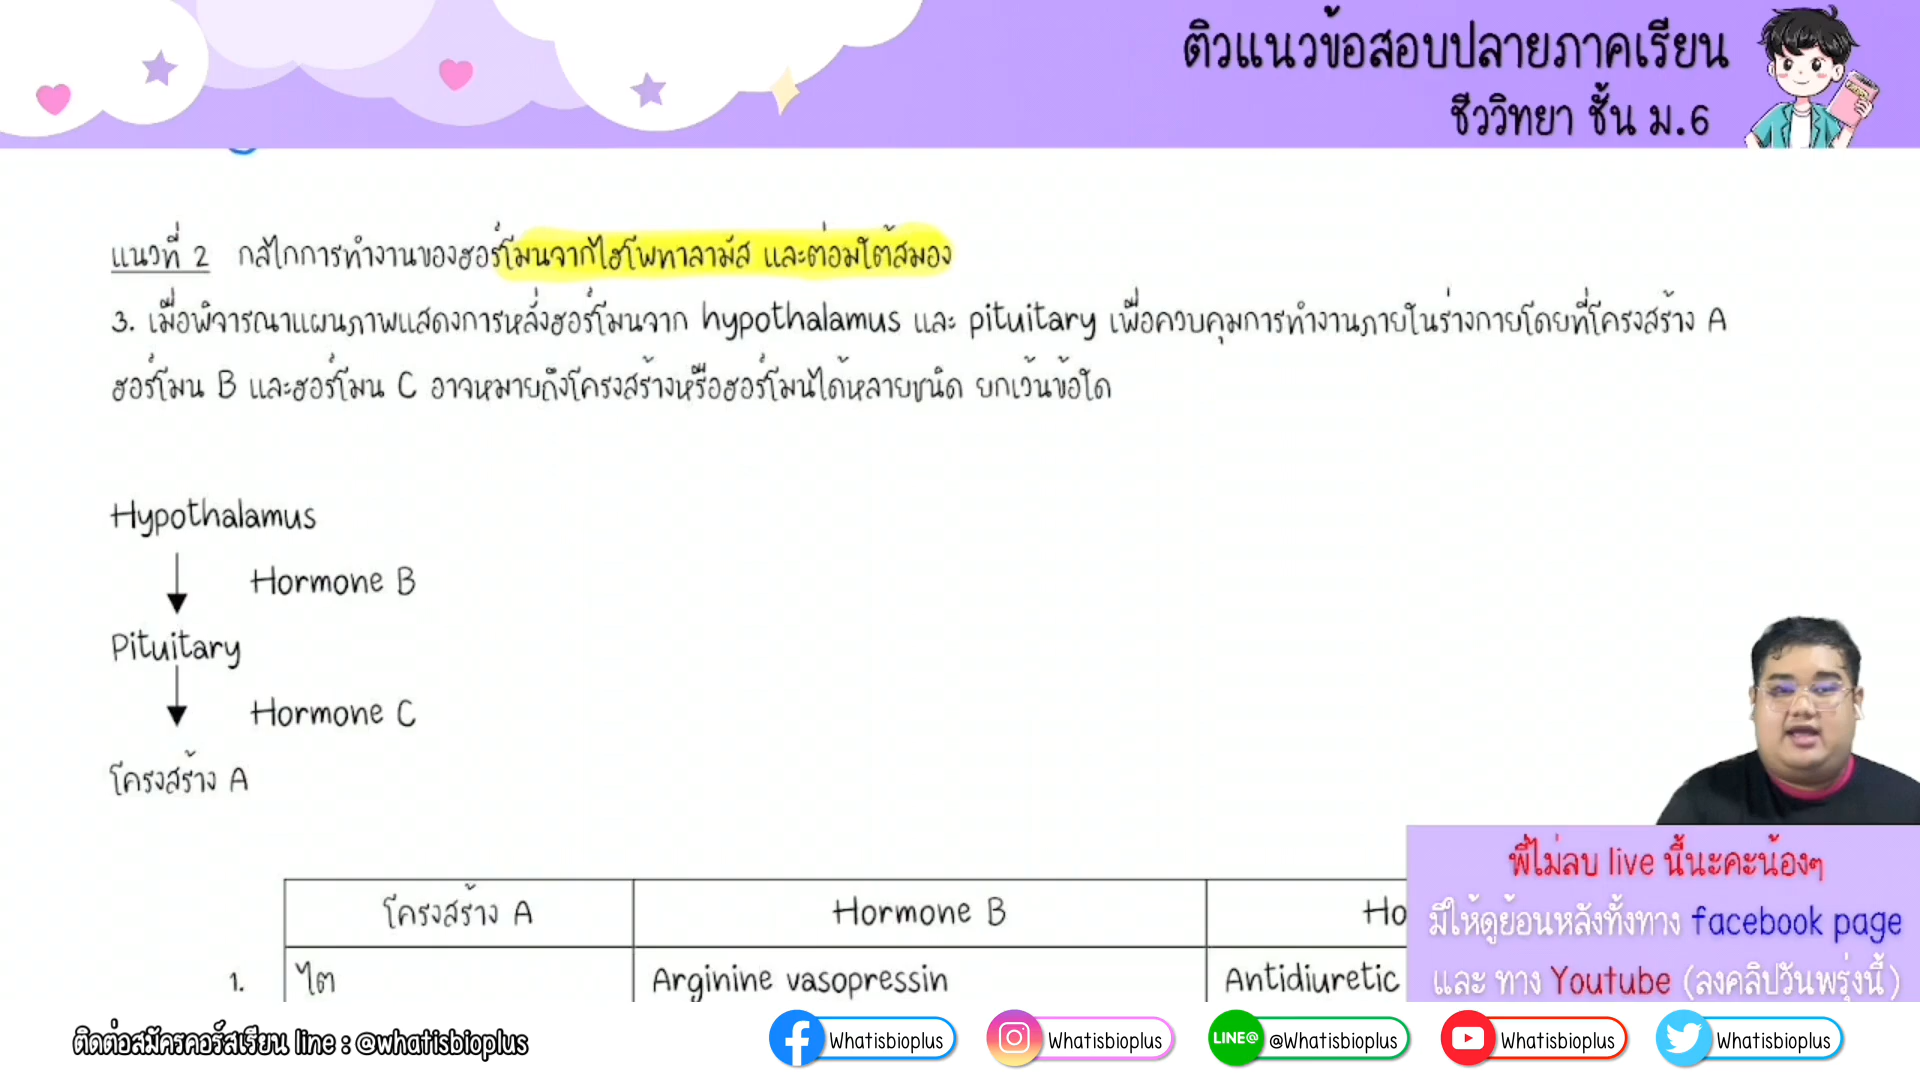 ติวแนวข้อสอบปลายภาคเรียน
ชีววิทยา ชั้น ม.6
แนวที่ 2 กลไกการทำงานของฮอร์โมนจากไฮโพทาลามัส และต่อมใต้สมอง
3. เมื่อพิจารณาแผนภาพแสดงการหลั่งฮอร์โมนจาก hypothalamus และ pituitary เพื่อควบคุมการทำงานภายในร่างกายโดยที่โครงสร้าง A
ฮอร์โมน B และฮอร์โมน C อาจหมายถึงโครงสร้างหรือฮอร์โมนได้หลายชนิด ยกเว้นข้อใด
Hypothalamus
Hormone B
Pituitary
Hormone C
โครงสร้าง A
โครงสร้าง A Hormone B Ho
1. ไต Arginine vasopressin Antidiuretic
พี่ไม่ลบ live นี้นะคะน้องๆ
มีให้ดูย้อนหลังทั้งทาง facebook page
และ ทาง Youtube (ลงคลิปวันพรุ่งนี้)
ติดต่อสมัครคอร์สเรียน line : @whatisbioplus
Whatisbioplus
Whatisbioplus
LINE@ @Whatisbioplus
Whatisbioplus
Whatisbioplus